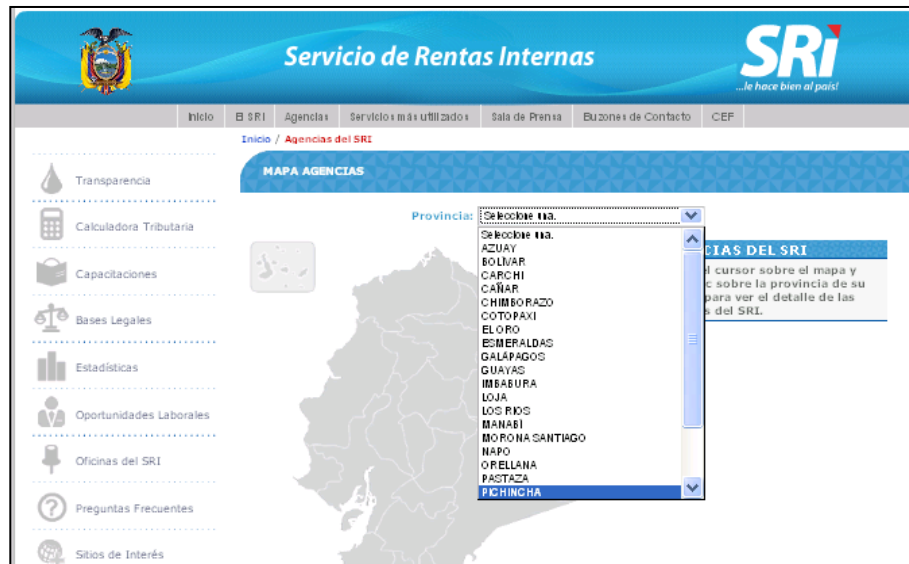 Servicio de Rentas Internas
SRi
...le hace bien al país!
Inicio El SRI Agencias Servicios más utilizados Sala de Prensa Buzones de Contacto CEF
Inicio / Agencias del SRI
MAPA AGENCIAS
Transparencia
Calculadora Tributaria
Capacitaciones
Bases Legales
Estadísticas
Oportunidades Laborales
Oficinas del SRI
Preguntas Frecuentes
Sitios de Interés
Provincia: Seleccione una.
Seleccione una.
AZUAY
BOLIVAR
CARCHI
CAÑAR
CHIMBORAZO
COTOPAXI
EL ORO
ESMERALDAS
GALÁPAGOS
GUAYAS
IMBABURA
LOJA
LOS RIOS
MANABÍ
MORONA SANTIAGO
NAPO
ORELLANA
PASTAZA
PICHINCHA
CIAS DEL SRI
l cursor sobre el mapa y
c sobre la provincia de su
para ver el detalle de las
s del SRI.